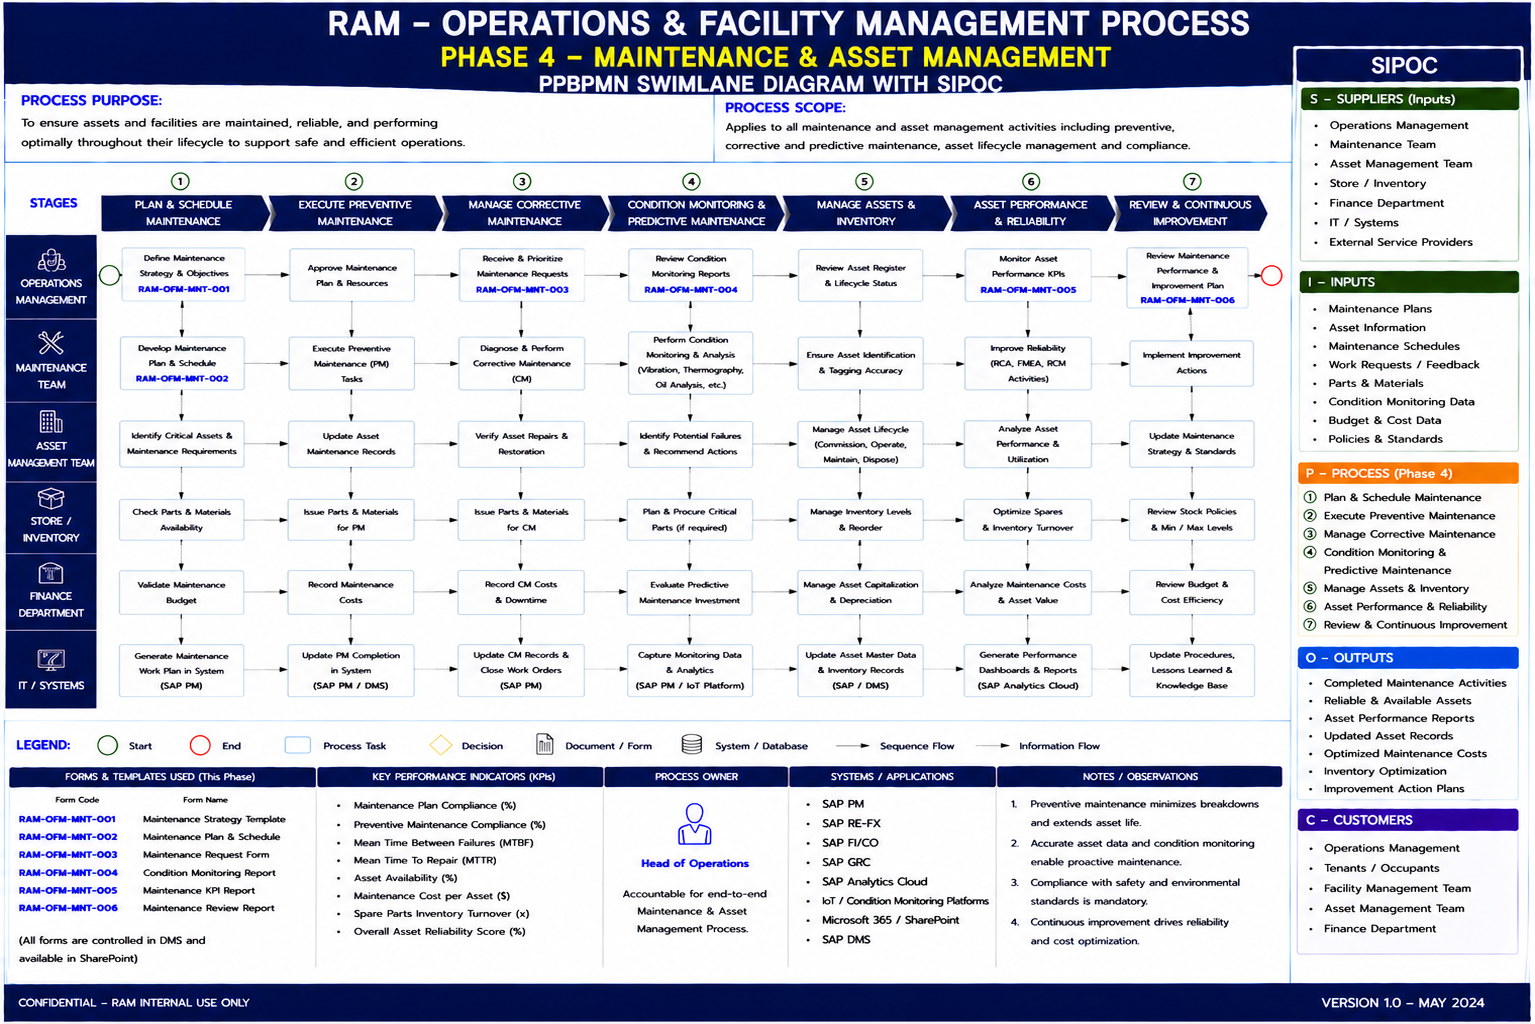 RAM – OPERATIONS & FACILITY MANAGEMENT PROCESS
PHASE 4 – MAINTENANCE & ASSET MANAGEMENT
PPBPMN SWIMLANE DIAGRAM WITH SIPOC
PROCESS PURPOSE:
To ensure assets and facilities are maintained, reliable, and performing
optimally throughout their lifecycle to support safe and efficient operations.
PROCESS SCOPE:
Applies to all maintenance and asset management activities including preventive,
corrective and predictive maintenance, asset lifecycle management and compliance.
STAGES
1
PLAN & SCHEDULE
MAINTENANCE
2
EXECUTE PREVENTIVE
MAINTENANCE
3
MANAGE CORRECTIVE
MAINTENANCE
4
CONDITION MONITORING &
PREDICTIVE MAINTENANCE
5
MANAGE ASSETS &
INVENTORY
6
ASSET PERFORMANCE
& RELIABILITY
7
REVIEW & CONTINUOUS
IMPROVEMENT
OPERATIONS
MANAGEMENT
Define Maintenance
Strategy & Objectives
RAM-OFM-MNT-001
Approve Maintenance
Plan & Resources
Receive & Prioritize
Maintenance Requests
RAM-OFM-MNT-003
Review Condition
Monitoring Reports
RAM-OFM-MNT-004
Review Asset Register
& Lifecycle Status
Monitor Asset
Performance KPIs
RAM-OFM-MNT-005
Review Maintenance
Performance &
Improvement Plan
RAM-OFM-MNT-006
MAINTENANCE
TEAM
Develop Maintenance
Plan & Schedule
RAM-OFM-MNT-002
Execute Preventive
Maintenance (PM)
Tasks
Diagnose & Perform
Corrective Maintenance
(CM)
Perform Condition
Monitoring & Analysis
(Vibration, Thermography,
Oil Analysis, etc.)
Ensure Asset Identification
& Tagging Accuracy
Improve Reliability
(RCA, FMEA, RCM
Activities)
Implement Improvement
Actions
ASSET
MANAGEMENT TEAM
Identify Critical Assets &
Maintenance Requirements
Update Asset
Maintenance Records
Verify Asset Repairs &
Restoration
Identify Potential Failures
& Recommend Actions
Manage Asset Lifecycle
(Commission, Operate,
Maintain, Dispose)
Analyze Asset
Performance &
Utilization
Update Maintenance
Strategy & Standards
STORE /
INVENTORY
Check Parts & Materials
Availability
Issue Parts & Materials
for PM
Issue Parts & Materials
for CM
Plan & Procure Critical
Parts (if required)
Manage Inventory Levels
& Reorder
Optimize Spares
& Inventory Turnover
Review Stock Policies
& Min / Max Levels
FINANCE
DEPARTMENT
Validate Maintenance
Budget
Record Maintenance
Costs
Record CM Costs
& Downtime
Evaluate Predictive
Maintenance Investment
Manage Asset Capitalization
& Depreciation
Analyze Maintenance Costs
& Asset Value
Review Budget &
Cost Efficiency
IT / SYSTEMS
Generate Maintenance
Work Plan in System
(SAP PM)
Update PM Completion
in System
(SAP PM / DMS)
Update CM Records &
Close Work Orders
(SAP PM)
Capture Monitoring Data
& Analytics
(SAP PM / IoT Platform)
Update Asset Master Data
& Inventory Records
(SAP / DMS)
Generate Performance
Dashboards & Reports
(SAP Analytics Cloud)
Update Procedures,
Lessons Learned &
Knowledge Base
LEGEND:
Start
End
Process Task
Decision
Document / Form
System / Database
Sequence Flow
Information Flow
FORMS & TEMPLATES USED (This Phase)
Form Code Form Name
RAM-OFM-MNT-001 Maintenance Strategy Template
RAM-OFM-MNT-002 Maintenance Plan & Schedule
RAM-OFM-MNT-003 Maintenance Request Form
RAM-OFM-MNT-004 Condition Monitoring Report
RAM-OFM-MNT-005 Maintenance KPI Report
RAM-OFM-MNT-006 Maintenance Review Report
(All forms are controlled in DMS and
available in SharePoint)
KEY PERFORMANCE INDICATORS (KPIs)
• Maintenance Plan Compliance (%)
• Preventive Maintenance Compliance (%)
• Mean Time Between Failures (MTBF)
• Mean Time To Repair (MTTR)
• Asset Availability (%)
• Maintenance Cost per Asset ($)
• Spare Parts Inventory Turnover (x)
• Overall Asset Reliability Score (%)
PROCESS OWNER
Head of Operations
Accountable for end-to-end
Maintenance & Asset
Management Process.
SYSTEMS / APPLICATIONS
• SAP PM
• SAP RE-FX
• SAP FI/CO
• SAP GRC
• SAP Analytics Cloud
• IoT / Condition Monitoring Platforms
• Microsoft 365 / SharePoint
• SAP DMS
NOTES / OBSERVATIONS
1. Preventive maintenance minimizes breakdowns
and extends asset life.
2. Accurate asset data and condition monitoring
enable proactive maintenance.
3. Compliance with safety and environmental
standards is mandatory.
4. Continuous improvement drives reliability
and cost optimization.
SIPOC
S – SUPPLIERS (Inputs)
• Operations Management
• Maintenance Team
• Asset Management Team
• Store / Inventory
• Finance Department
• IT / Systems
• External Service Providers
I – INPUTS
• Maintenance Plans
• Asset Information
• Maintenance Schedules
• Work Requests / Feedback
• Parts & Materials
• Condition Monitoring Data
• Budget & Cost Data
• Policies & Standards
P – PROCESS (Phase 4)
1 Plan & Schedule Maintenance
2 Execute Preventive Maintenance
3 Manage Corrective Maintenance
4 Condition Monitoring &
Predictive Maintenance
5 Manage Assets & Inventory
6 Asset Performance & Reliability
7 Review & Continuous Improvement
O – OUTPUTS
• Completed Maintenance Activities
• Reliable & Available Assets
• Asset Performance Reports
• Updated Asset Records
• Optimized Maintenance Costs
• Inventory Optimization
• Improvement Action Plans
C – CUSTOMERS
• Operations Management
• Tenants / Occupants
• Facility Management Team
• Asset Management Team
• Finance Department
CONFIDENTIAL – RAM INTERNAL USE ONLY
VERSION 1.0 – MAY 2024